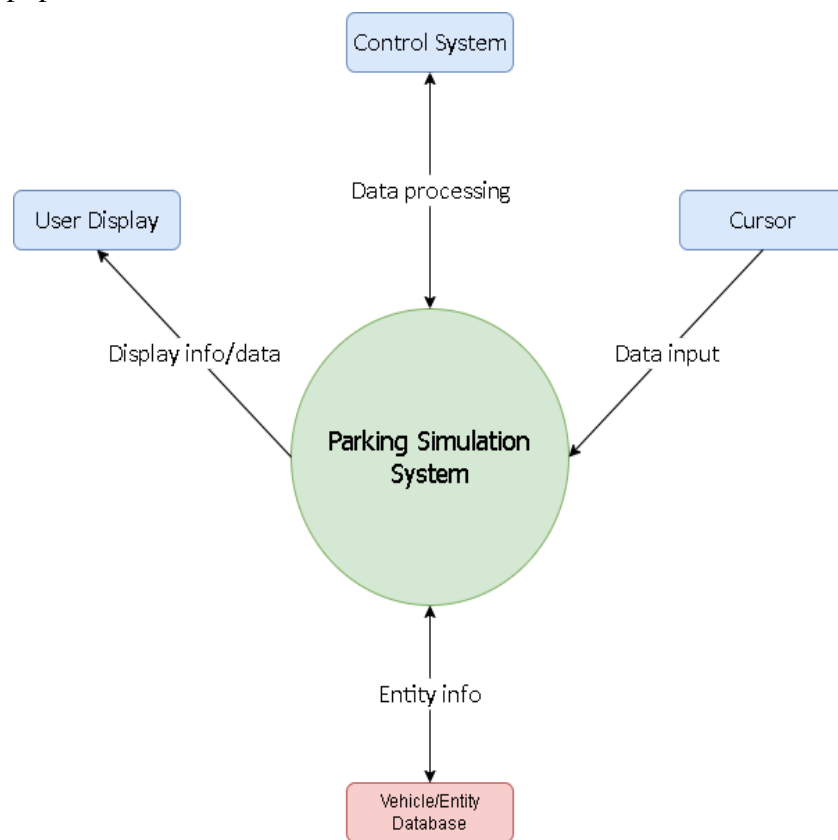 Control System
Data processing
User Display
Cursor
Display info/data
Data input
Parking Simulation
System
Entity info
Vehicle/Entity
Database